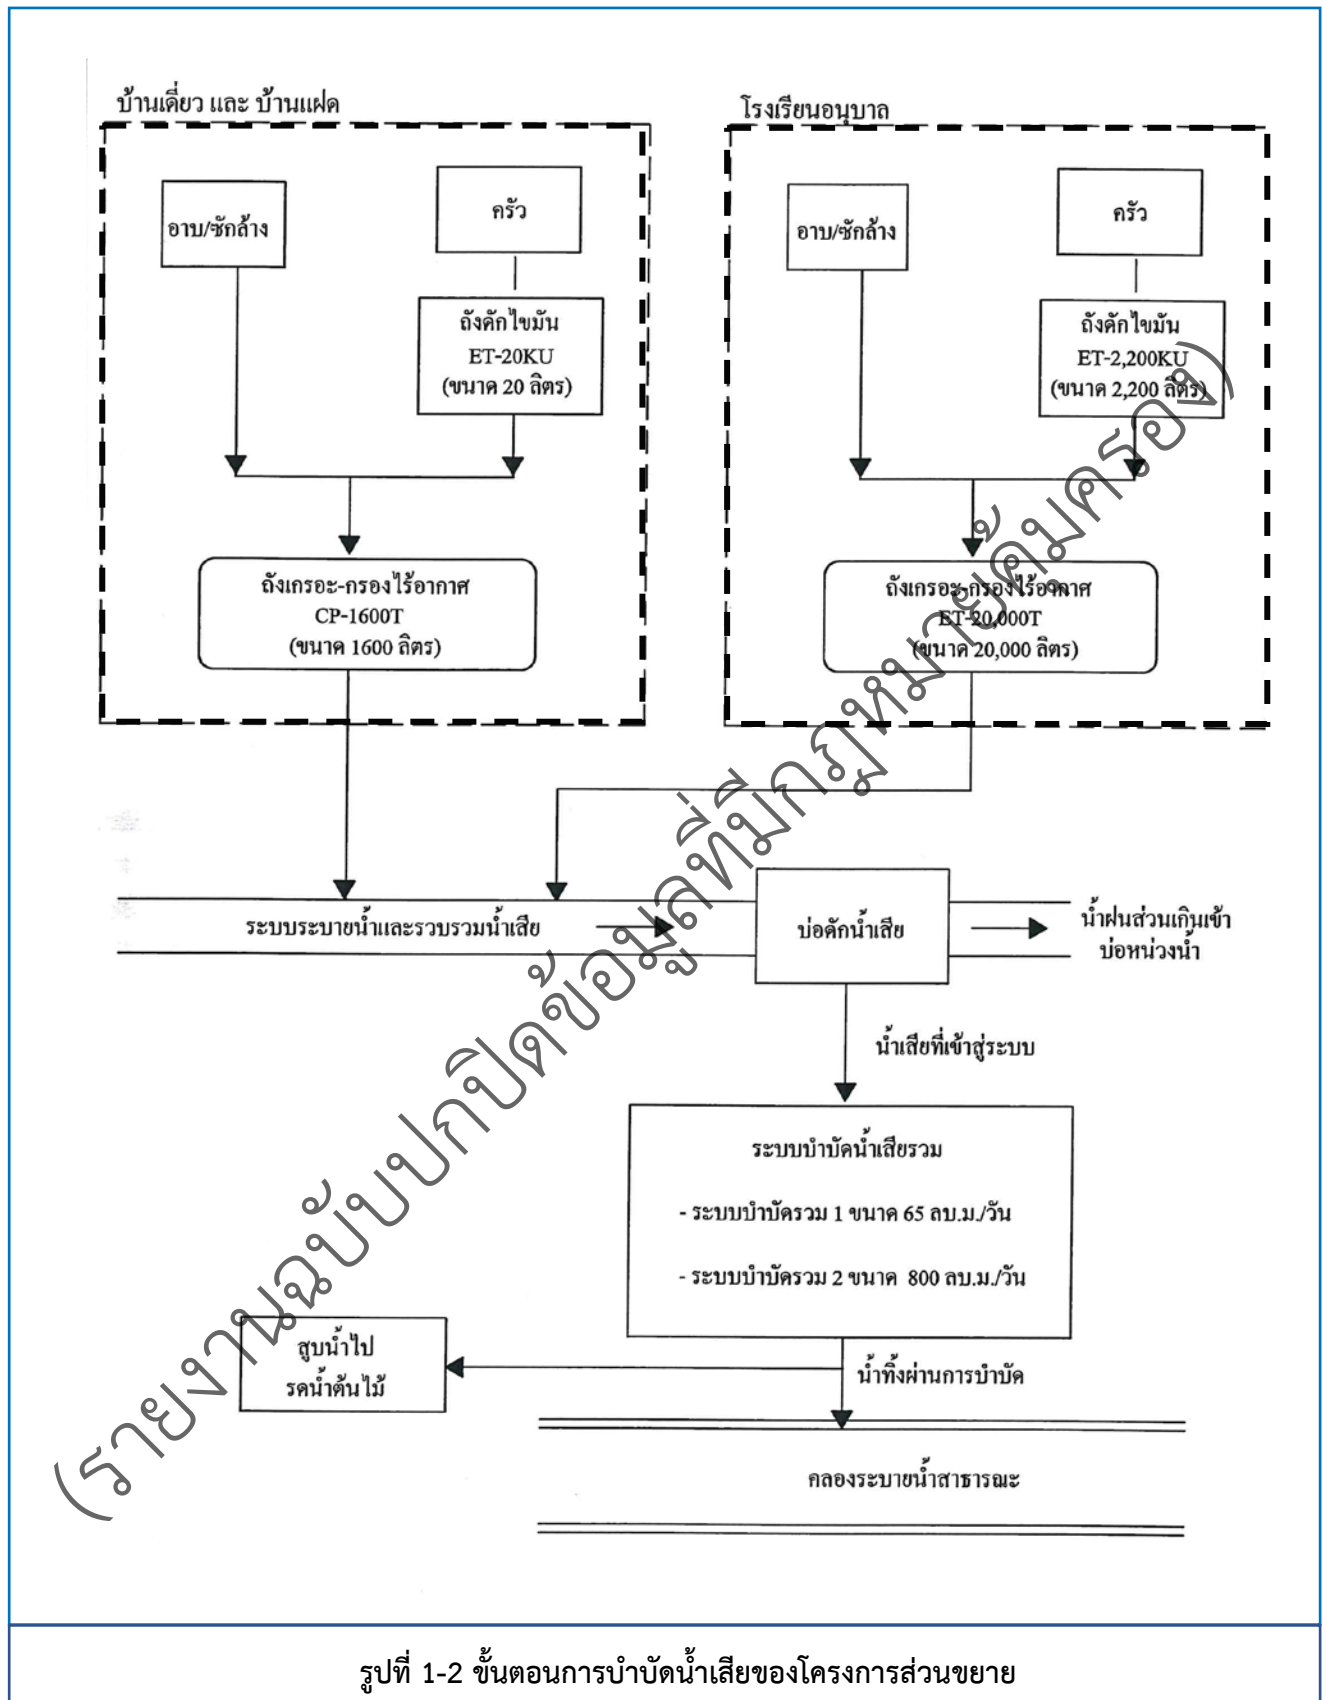 บ้านเดี่ยว และ บ้านแฝด
อาบ/ซักล้าง
ครัว
ถังดักไขมัน
ET-20KU
(ขนาด 20 ลิตร)
ถังเกรอะ-กรองไร้อากาศ
CP-1600T
(ขนาด 1600 ลิตร)
โรงเรียนอนุบาล
อาบ/ซักล้าง
ครัว
ถังดักไขมัน
ET-2,200KU
(ขนาด 2,200 ลิตร)
ถังเกรอะ-กรองไร้อากาศ
ET-20,000T
(ขนาด 20,000 ลิตร)
ระบบระบายน้ำและรวบรวมน้ำเสีย
บ่อดักน้ำเสีย
น้ำฝนส่วนเกินเข้า
บ่อหน่วงน้ำ
น้ำเสียที่เข้าสู่ระบบ
ระบบบำบัดน้ำเสียรวม
- ระบบบำบัดรวม 1 ขนาด 65 ลบ.ม./วัน
- ระบบบำบัดรวม 2 ขนาด 800 ลบ.ม./วัน
สูบน้ำไป
รดน้ำต้นไม้
น้ำทิ้งผ่านการบำบัด
คลองระบายน้ำสาธารณะ
(รายงานฉบับปกปิดข้อมูลที่มีกฎหมายคุ้มครอง)
รูปที่ 1-2 ขั้นตอนการบำบัดน้ำเสียของโครงการส่วนขยาย